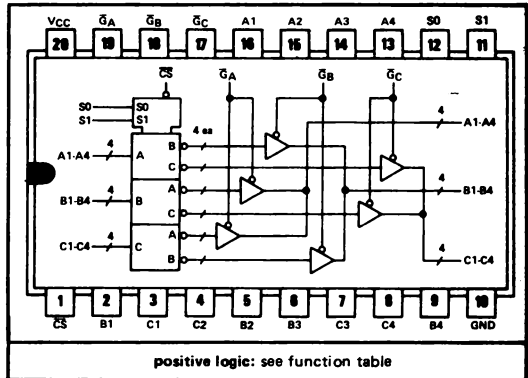 VCC ḠA ḠB ḠC A1 A2 A3 A4 S0 S1
20 19 18 17 16 15 14 13 12 11
C̅S̅ ḠA ḠB ḠC
S0 S0
S1 S1
4 ea
4 A1-A4
A1-A4 4 A B
C
B1-B4 4 B A 4 B1-B4
C
C1-C4 4 C A 4 C1-C4
B
1 2 3 4 5 6 7 8 9 10
C̅S̅ B1 C1 C2 B2 B3 C3 C4 B4 GND
positive logic: see function table